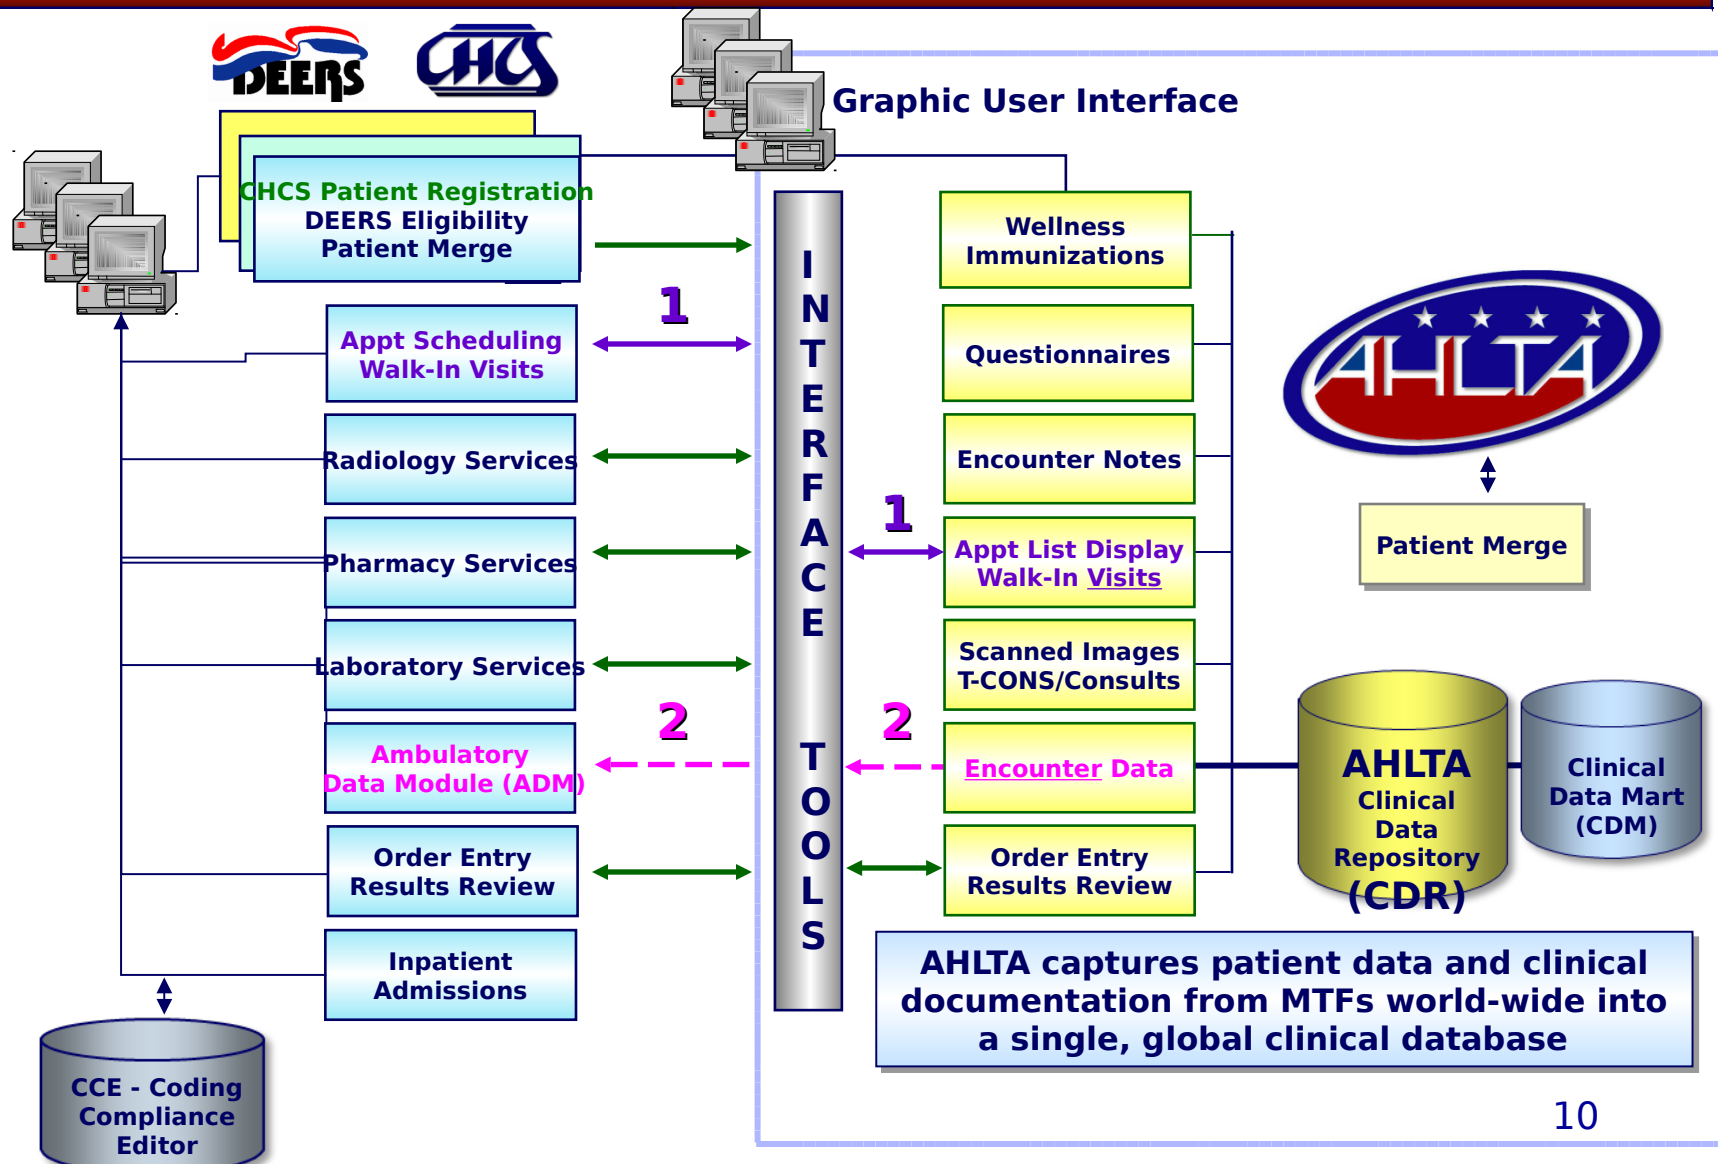 DEERS
CHCS
Graphic User Interface
CHCS Patient Registration
DEERS Eligibility
Patient Merge
1
Appt Scheduling
Walk-In Visits
Radiology Services
Pharmacy Services
Laboratory Services
2
Ambulatory
Data Module (ADM)
Order Entry
Results Review
Inpatient
Admissions
CCE - Coding
Compliance
Editor
INTERFACE
TOOLS
Wellness
Immunizations
Questionnaires
Encounter Notes
1
Appt List Display
Walk-In Visits
Scanned Images
T-CONS/Consults
2
Encounter Data
Order Entry
Results Review
AHLTA
Patient Merge
AHLTA
Clinical
Data
Repository
(CDR)
Clinical
Data Mart
(CDM)
AHLTA captures patient data and clinical
documentation from MTFs world-wide into
a single, global clinical database
10